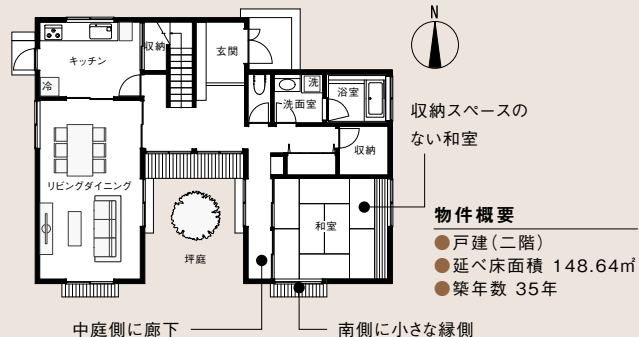 N
キッチン
収納
玄関
冷
洗
洗面室
浴室
収納
リビングダイニング
坪庭
和室
収納スペースの
ない和室
物件概要
●戸建(二階)
●延べ床面積 148.64㎡
●築年数 35年
中庭側に廊下
南側に小さな縁側